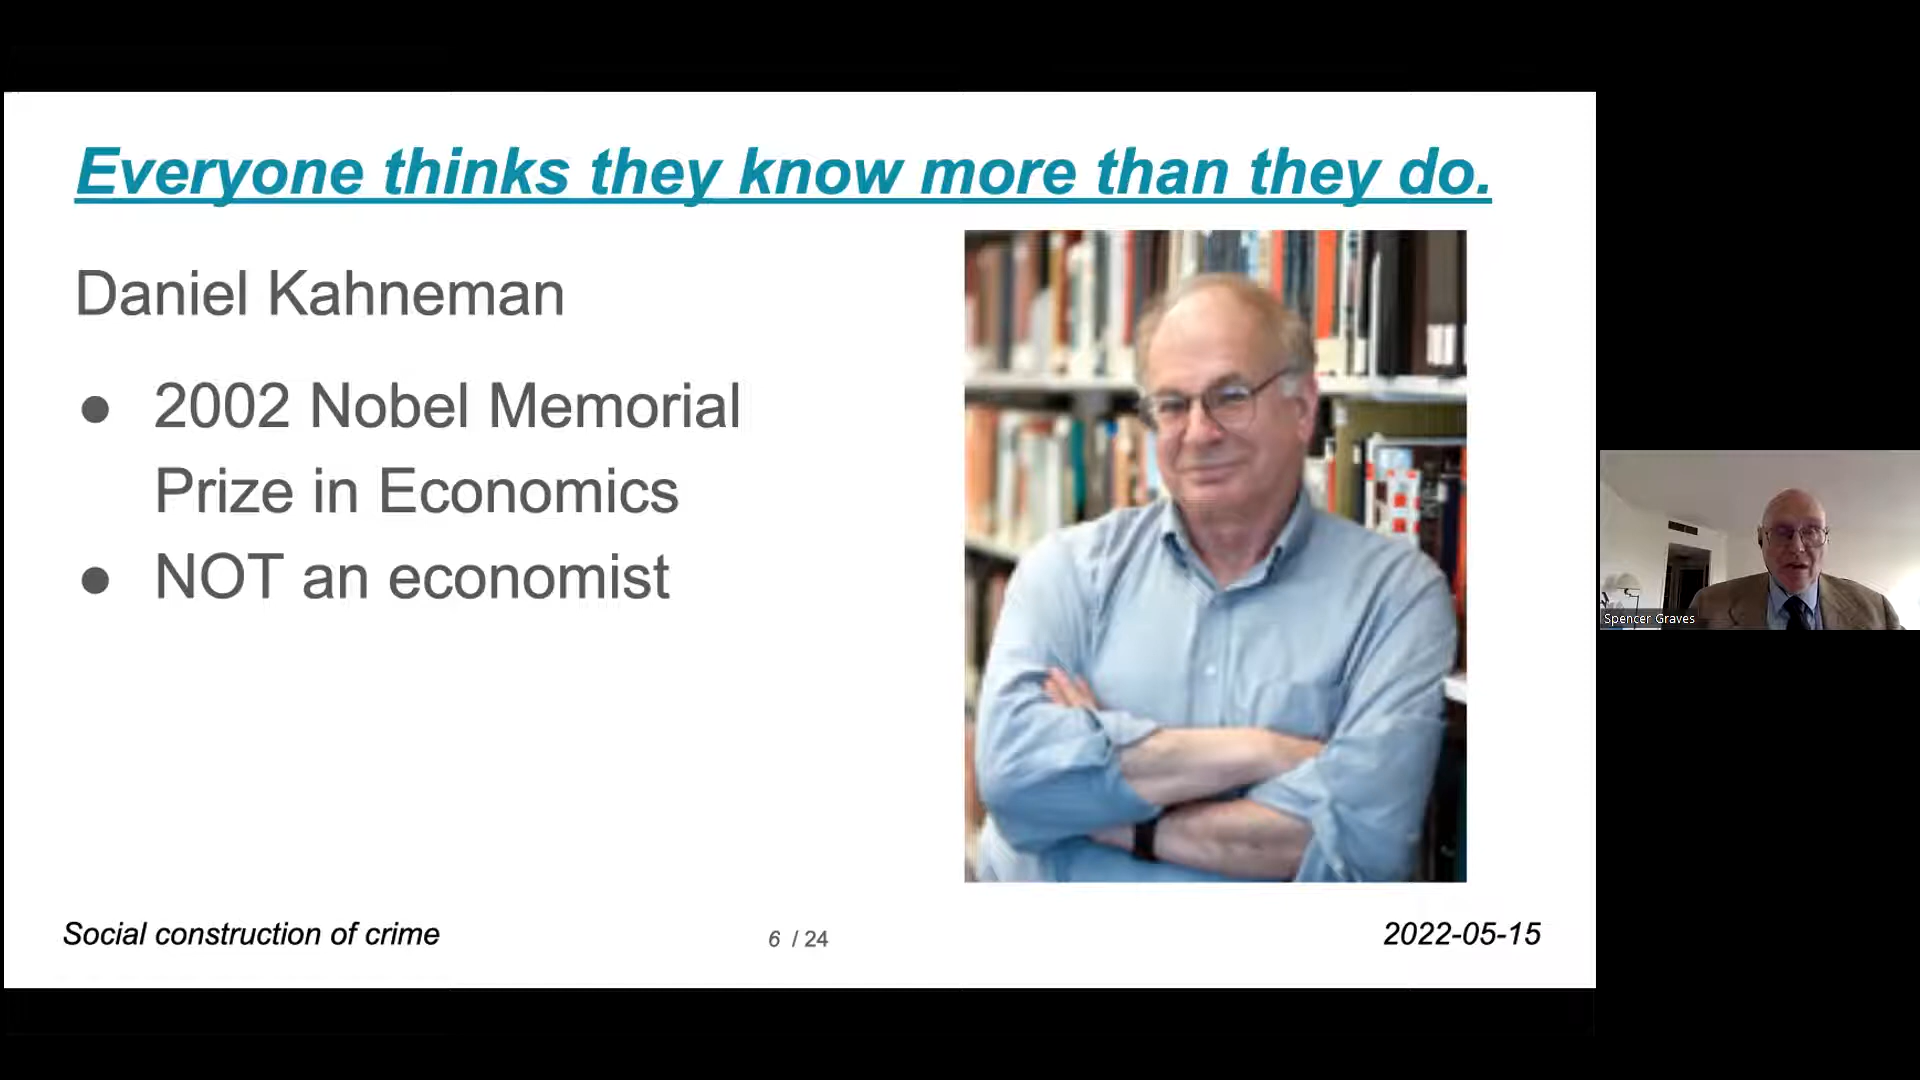 Everyone thinks they know more than they do.
Daniel Kahneman
● 2002 Nobel Memorial
Prize in Economics
● NOT an economist
Social construction of crime
6 / 24
2022-05-15
Spencer Graves